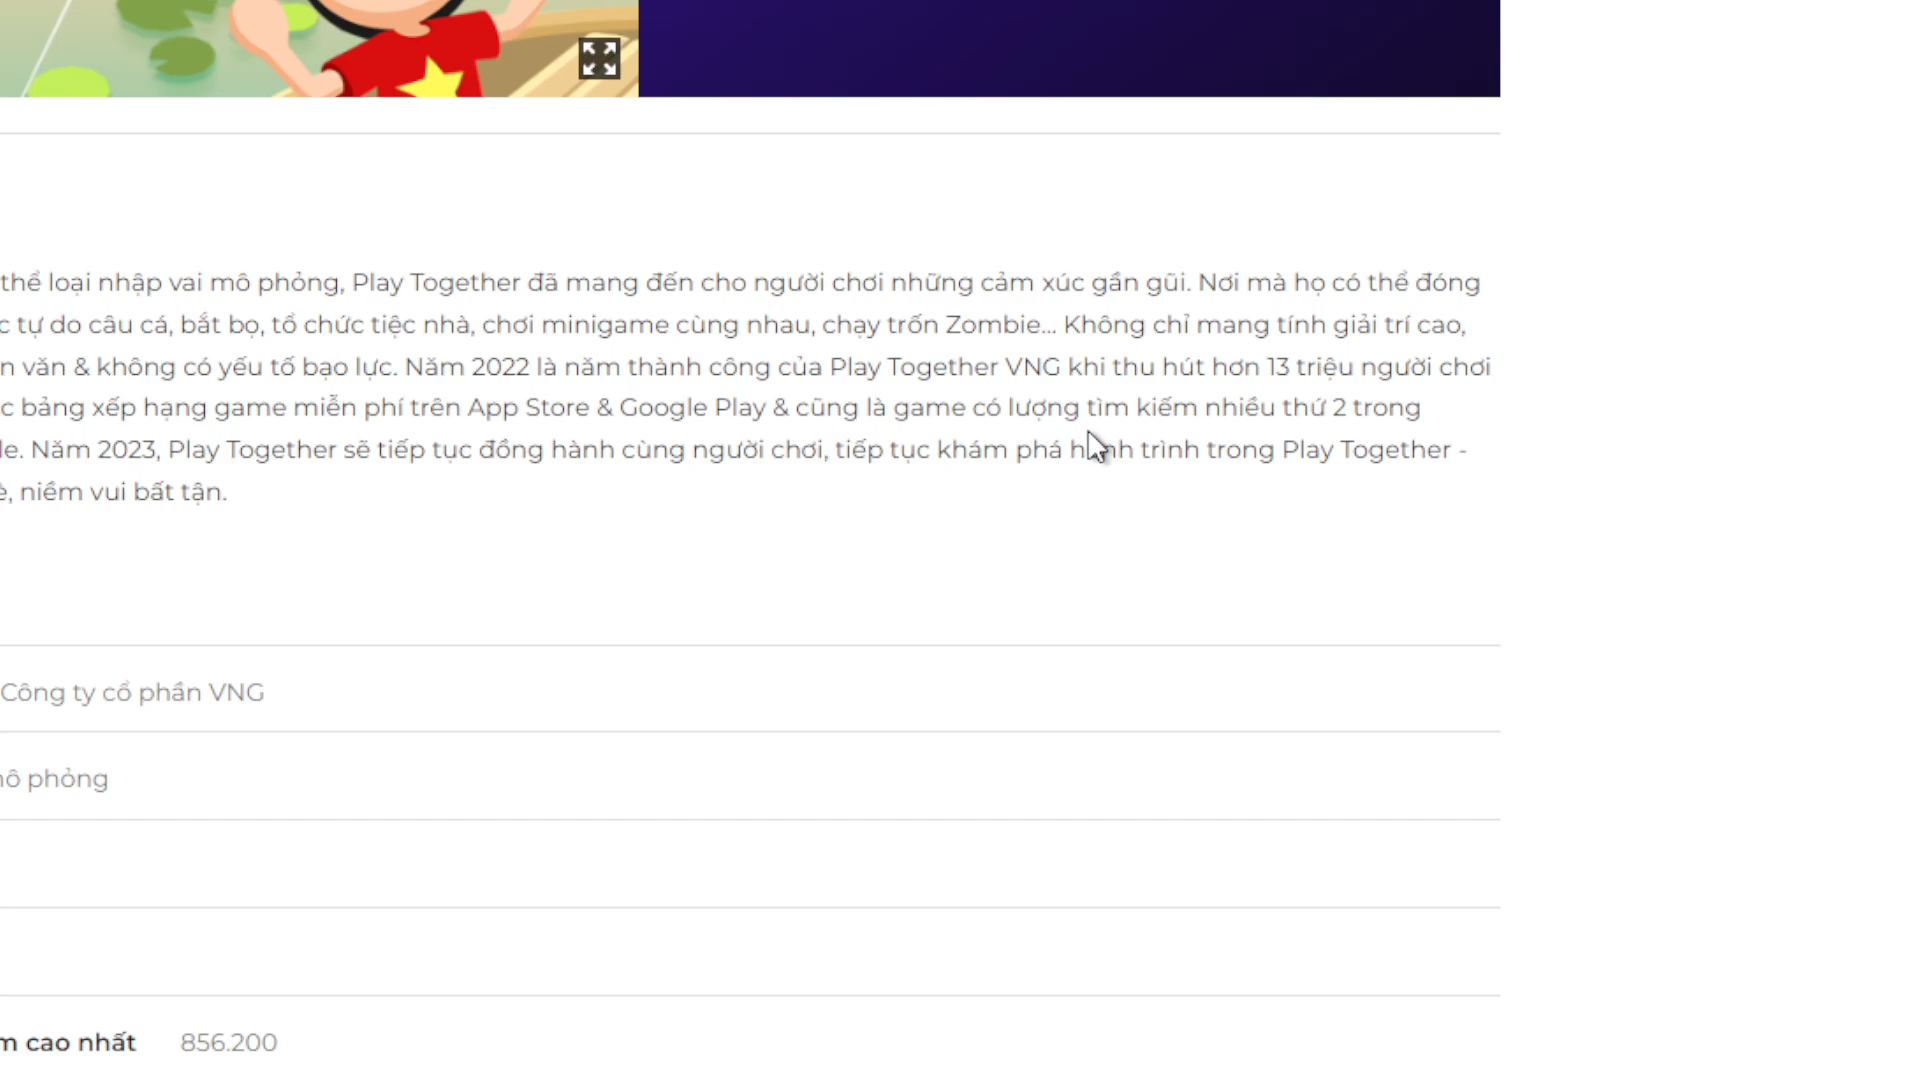 thể loại nhập vai mô phỏng, Play Together đã mang đến cho người chơi những cảm xúc gần gũi. Nơi mà họ có thể đóng
c tự do câu cá, bắt bọ, tổ chức tiệc nhà, chơi minigame cùng nhau, chạy trốn Zombie... Không chỉ mang tính giải trí cao,
n văn & không có yếu tố bạo lực. Năm 2022 là năm thành công của Play Together VNG khi thu hút hơn 13 triệu người chơi
c bảng xếp hạng game miễn phí trên App Store & Google Play & cũng là game có lượng tìm kiếm nhiều thứ 2 trong
le. Năm 2023, Play Together sẽ tiếp tục đồng hành cùng người chơi, tiếp tục khám phá hành trình trong Play Together -
è, niềm vui bất tận.
Công ty cổ phần VNG
mô phỏng
m cao nhất 856.200